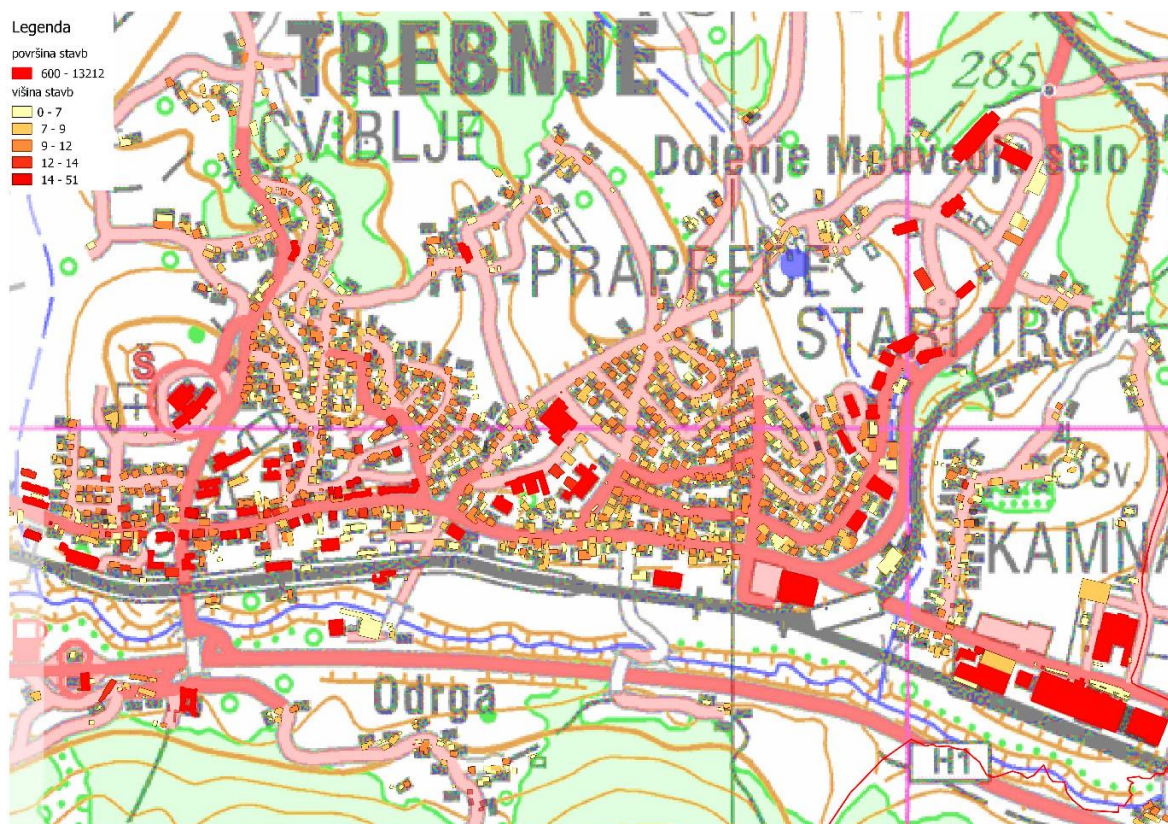 Legenda
površina stavb
600 - 13212
višina stavb
0 - 7
7 - 9
9 - 12
12 - 14
14 - 51
TREBNJE
CVIBLJE
285
Dolenje Medvedje selo
PRAPREČE
STARI TRG
Š
KAMNA
Odrga
H1